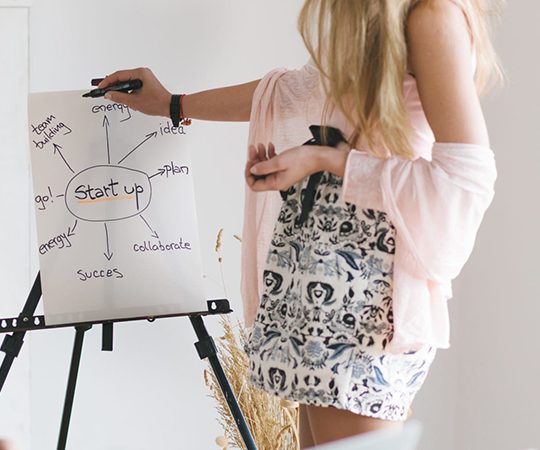 energy
team
building
idea
plan
go!
Start up
energy
collaborate
succes